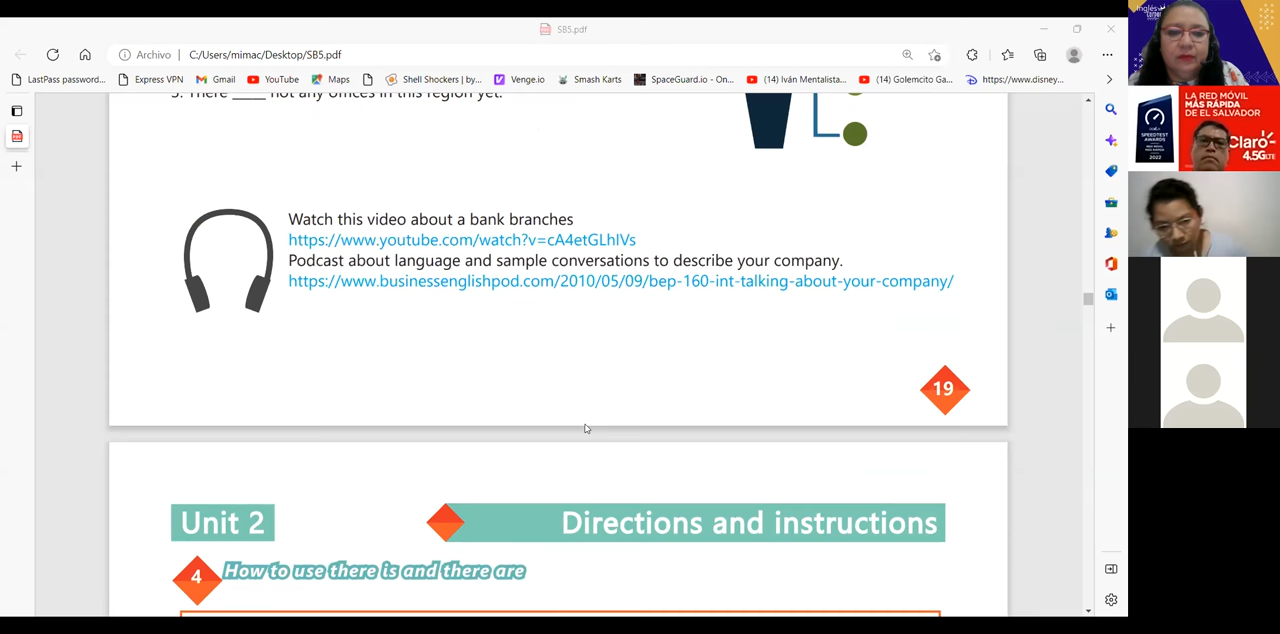 SB5.pdf
Archivo
C:/Users/mimac/Desktop/SB5.pdf
LastPass password...
Express VPN
Gmail
YouTube
Maps
Shell Shockers | by...
Venge.io
Smash Karts
SpaceGuard.io - On...
(14) Iván Mentalista...
(14) Golemcito Ga...
https://www.disney...
5. There _____ not any offices in this region yet.
Watch this video about a bank branches
https://www.youtube.com/watch?v=cA4etGLhIVs
Podcast about language and sample conversations to describe your company.
https://www.businessenglishpod.com/2010/05/09/bep-160-int-talking-about-your-company/
19
Unit 2
Directions and instructions
4
How to use there is and there are
Inglés
LA RED MÓVIL
MÁS RÁPIDA
DE EL SALVADOR
SPEEDTEST
AWARDS
2022
Claro
4.5G LTE